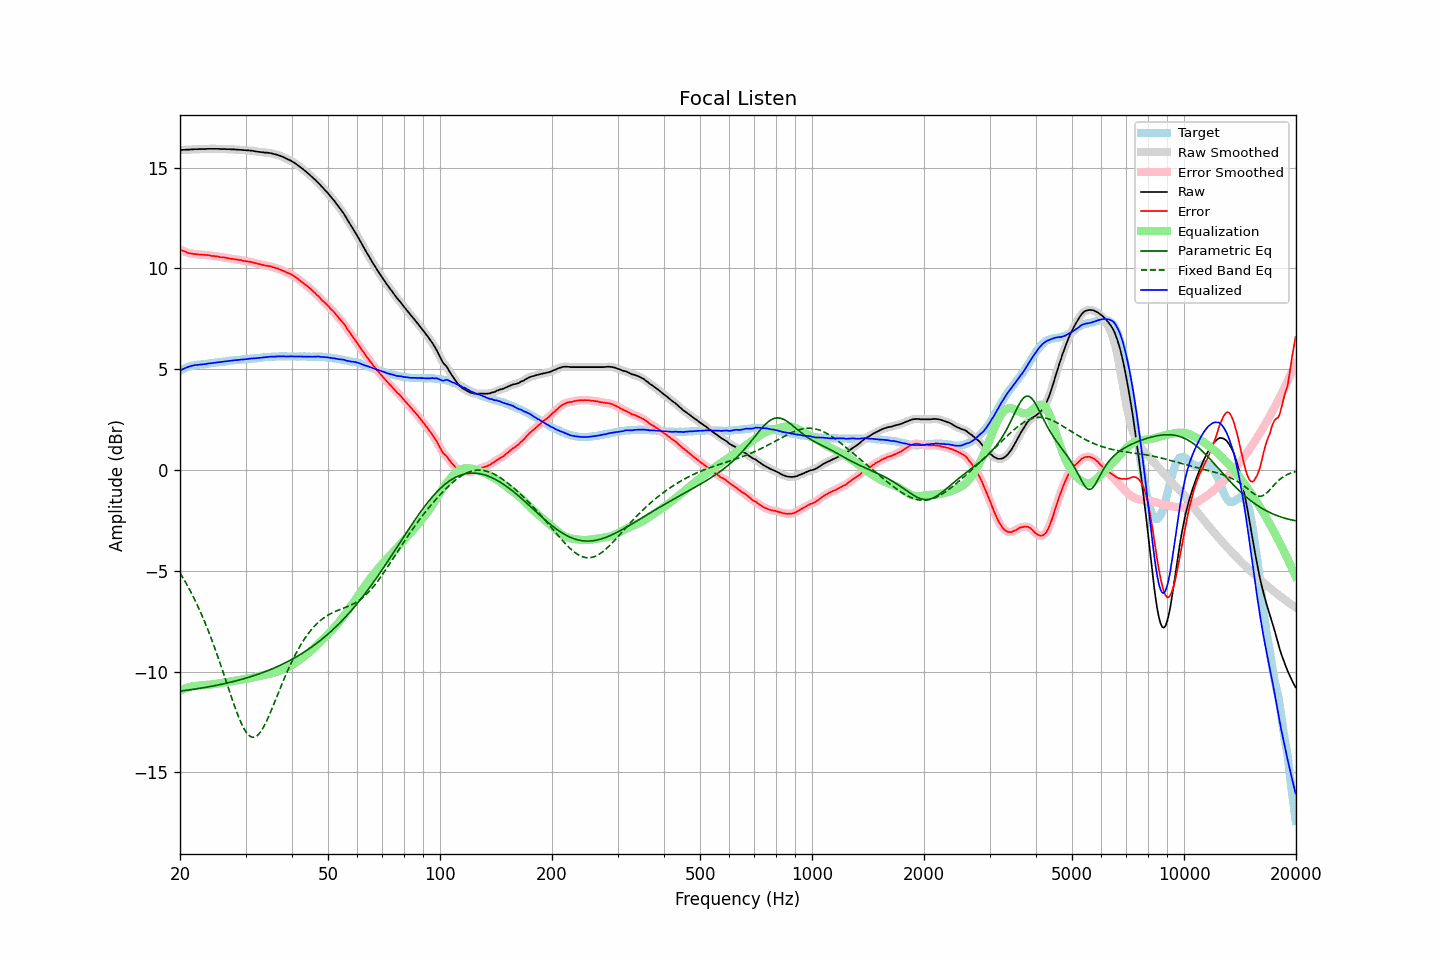 Focal Listen
Target
Raw Smoothed
Error Smoothed
Raw
Error
Equalization
Parametric Eq
Fixed Band Eq
Equalized
15
10
5
0
−5
−10
−15
Amplitude (dBr)
20 50 100 200 500 1000 2000 5000 10000 20000
Frequency (Hz)